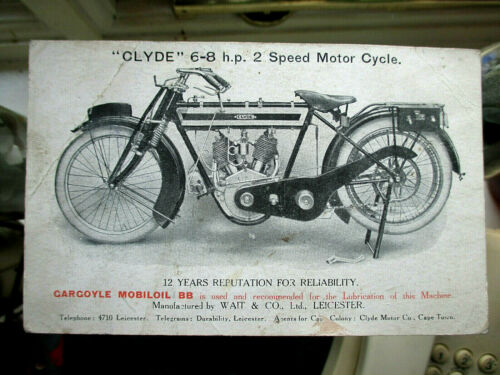 "CLYDE" 6-8 h.p. 2 Speed Motor Cycle.
CLYDE
12 YEARS REPUTATION FOR RELIABILITY.
GARGOYLE MOBILOIL BB is used and recommended for the Lubrication of this Machine.
Manufactured by WAIT & CO., Ltd., LEICESTER.
Telephone: 4710 Leicester. Telegrams: Durability, Leicester. Agents for Cape Colony: Clyde Motor Co., Cape Town.